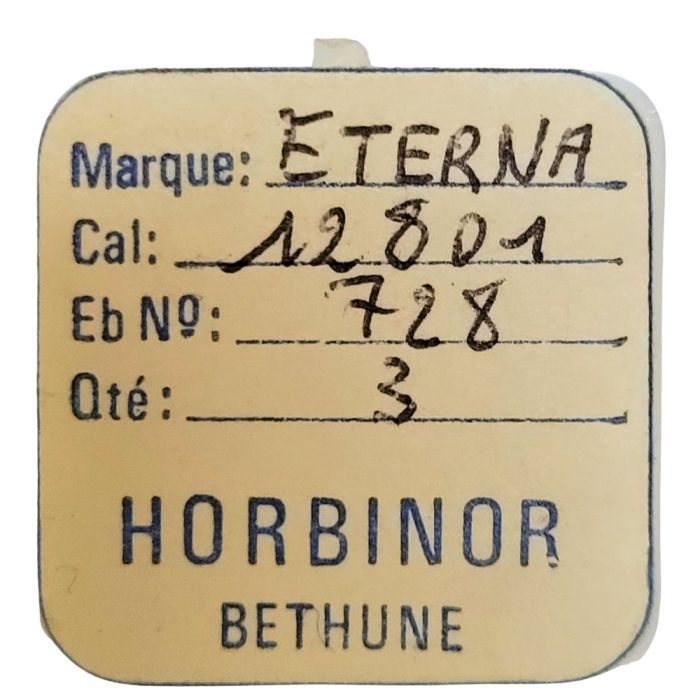 Marque: ETERNA
Cal: 12801
Eb Nº: 728
Qté: 3
HORBINOR
BETHUNE